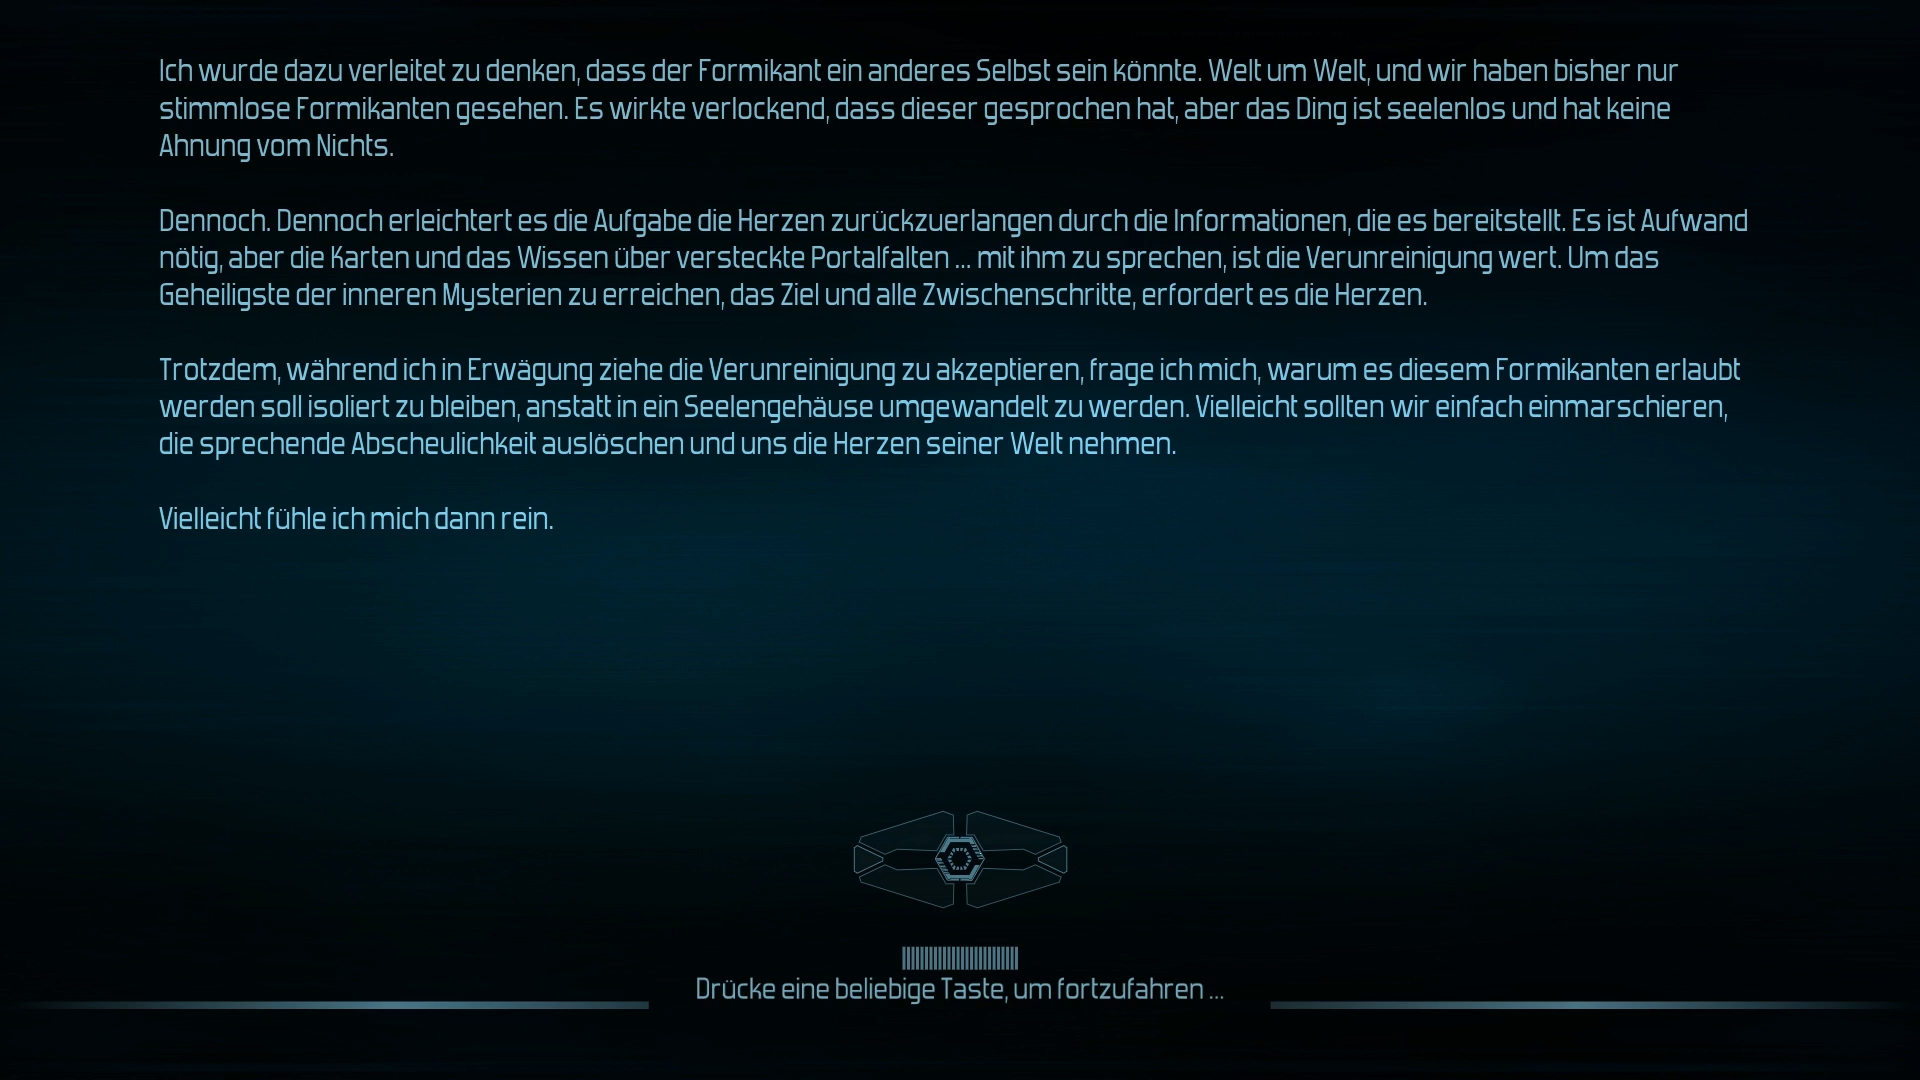 Ich wurde dazu verleitet zu denken, dass der Formikant ein anderes Selbst sein könnte. Welt um Welt, und wir haben bisher nur
stimmlose Formikanten gesehen. Es wirkte verlockend, dass dieser gesprochen hat, aber das Ding ist seelenlos und hat keine
Ahnung vom Nichts.
Dennoch. Dennoch erleichtert es die Aufgabe die Herzen zurückzuerlangen durch die Informationen, die es bereitstellt. Es ist Aufwand
nötig, aber die Karten und das Wissen über versteckte Portalfalten ... mit ihm zu sprechen, ist die Verunreinigung wert. Um das
Geheiligste der inneren Mysterien zu erreichen, das Ziel und alle Zwischenschritte, erfordert es die Herzen.
Trotzdem, während ich in Erwägung ziehe die Verunreinigung zu akzeptieren, frage ich mich, warum es diesem Formikanten erlaubt
werden soll isoliert zu bleiben, anstatt in ein Seelengehäuse umgewandelt zu werden. Vielleicht sollten wir einfach einmarschieren,
die sprechende Abscheulichkeit auslöschen und uns die Herzen seiner Welt nehmen.
Vielleicht fühle ich mich dann rein.
Drücke eine beliebige Taste, um fortzufahren ...